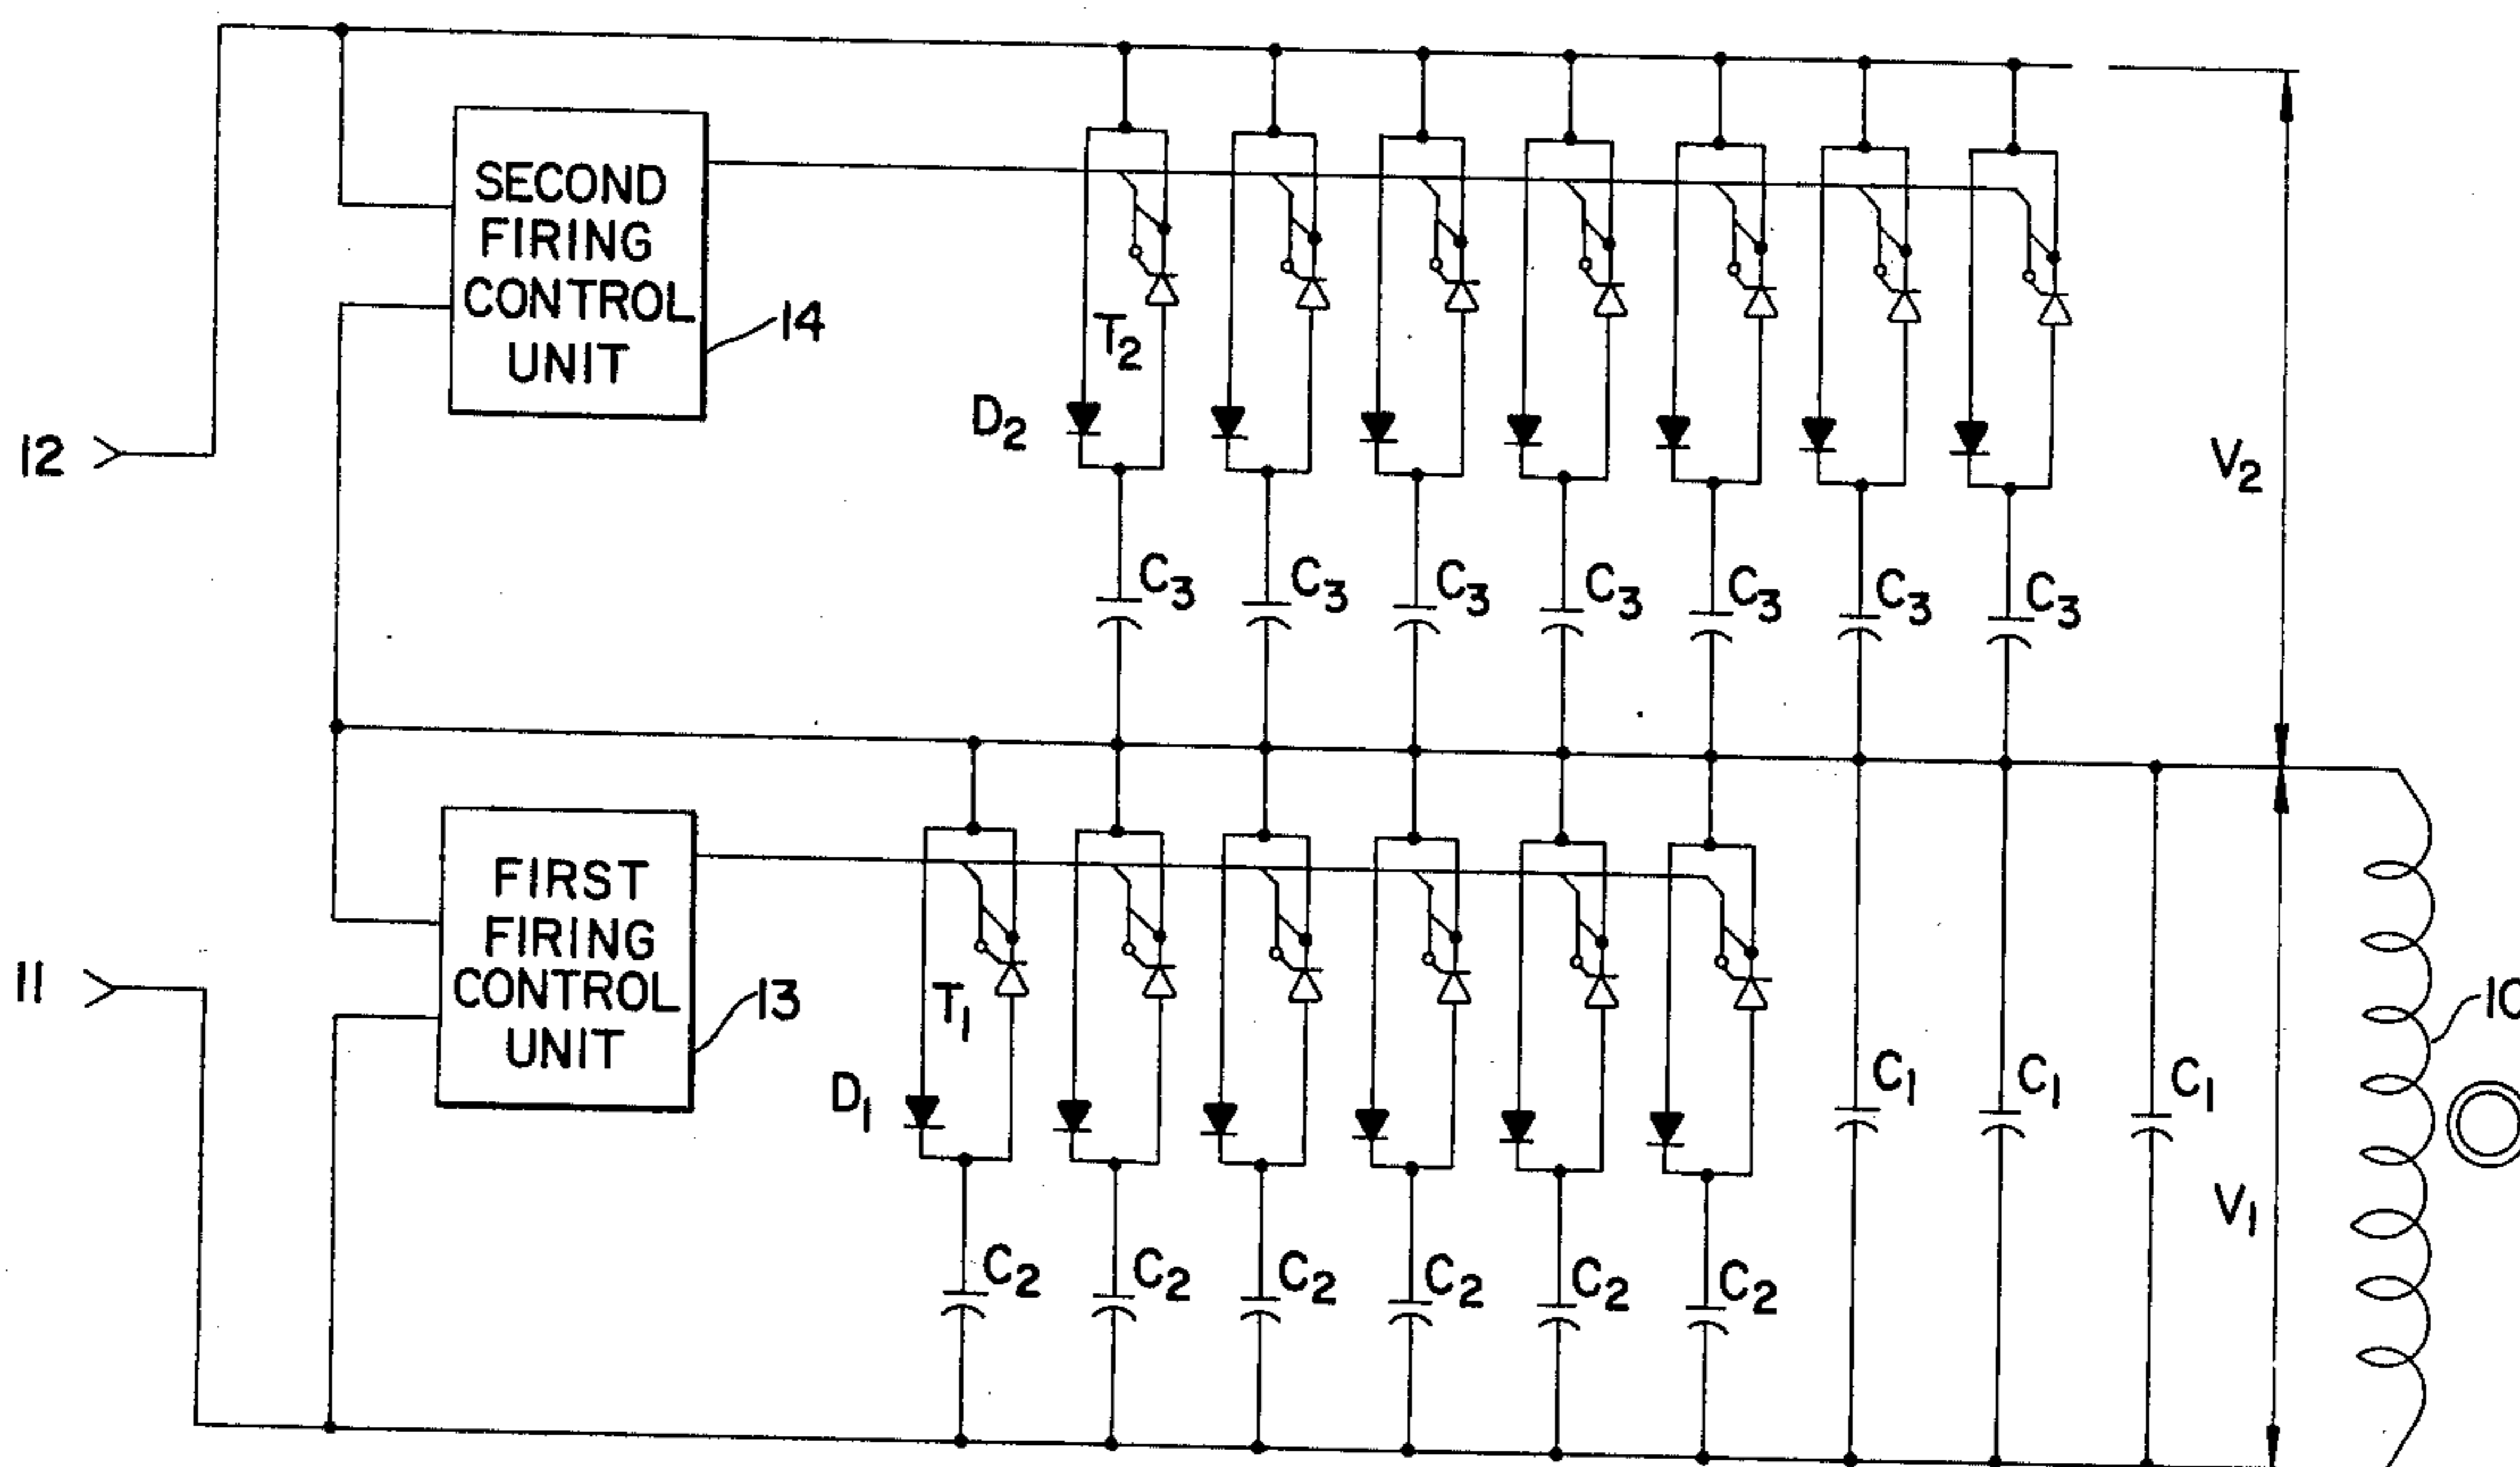 SECOND
FIRING
CONTROL
UNIT
14
T2
D2
12
V2
C3
C3
C3
C3
C3
C3
C3
FIRST
FIRING
CONTROL
UNIT
13
11
T1
D1
C1
C1
C1
10
V1
C2
C2
C2
C2
C2
C2